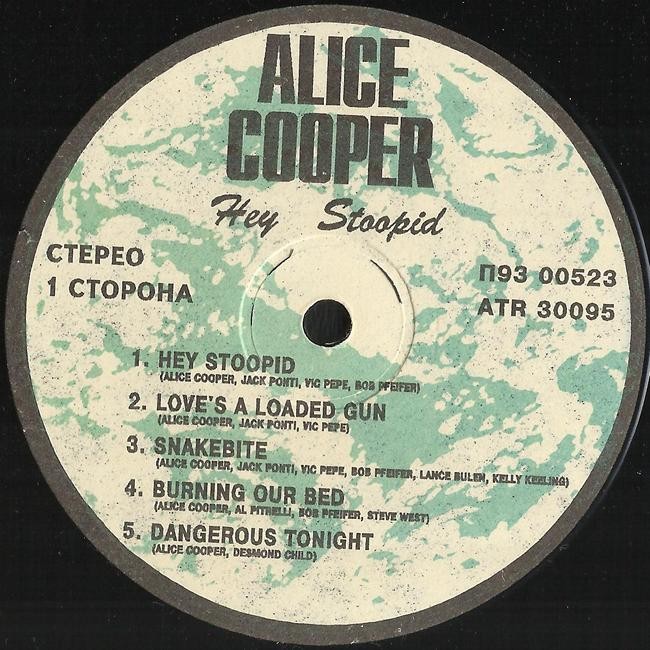 ALICE
COOPER
Hey Stoopid
СТЕРЕО
1 СТОРОНА
П93 00523
ATR 30095
1. HEY STOOPID
(ALICE COOPER, JACK PONTI, VIC PEPE, BOB PFEIFER)
2. LOVE'S A LOADED GUN
(ALICE COOPER, JACK PONTI, VIC PEPE)
3. SNAKEBITE
(ALICE COOPER, JACK PONTI, VIC PEPE, BOB PFEIFER, LANCE BULEN, KELLY KEELING)
4. BURNING OUR BED
(ALICE COOPER, AL PITRELLI, BOB PFEIFER, STEVE WEST)
5. DANGEROUS TONIGHT
(ALICE COOPER, DESMOND CHILD)